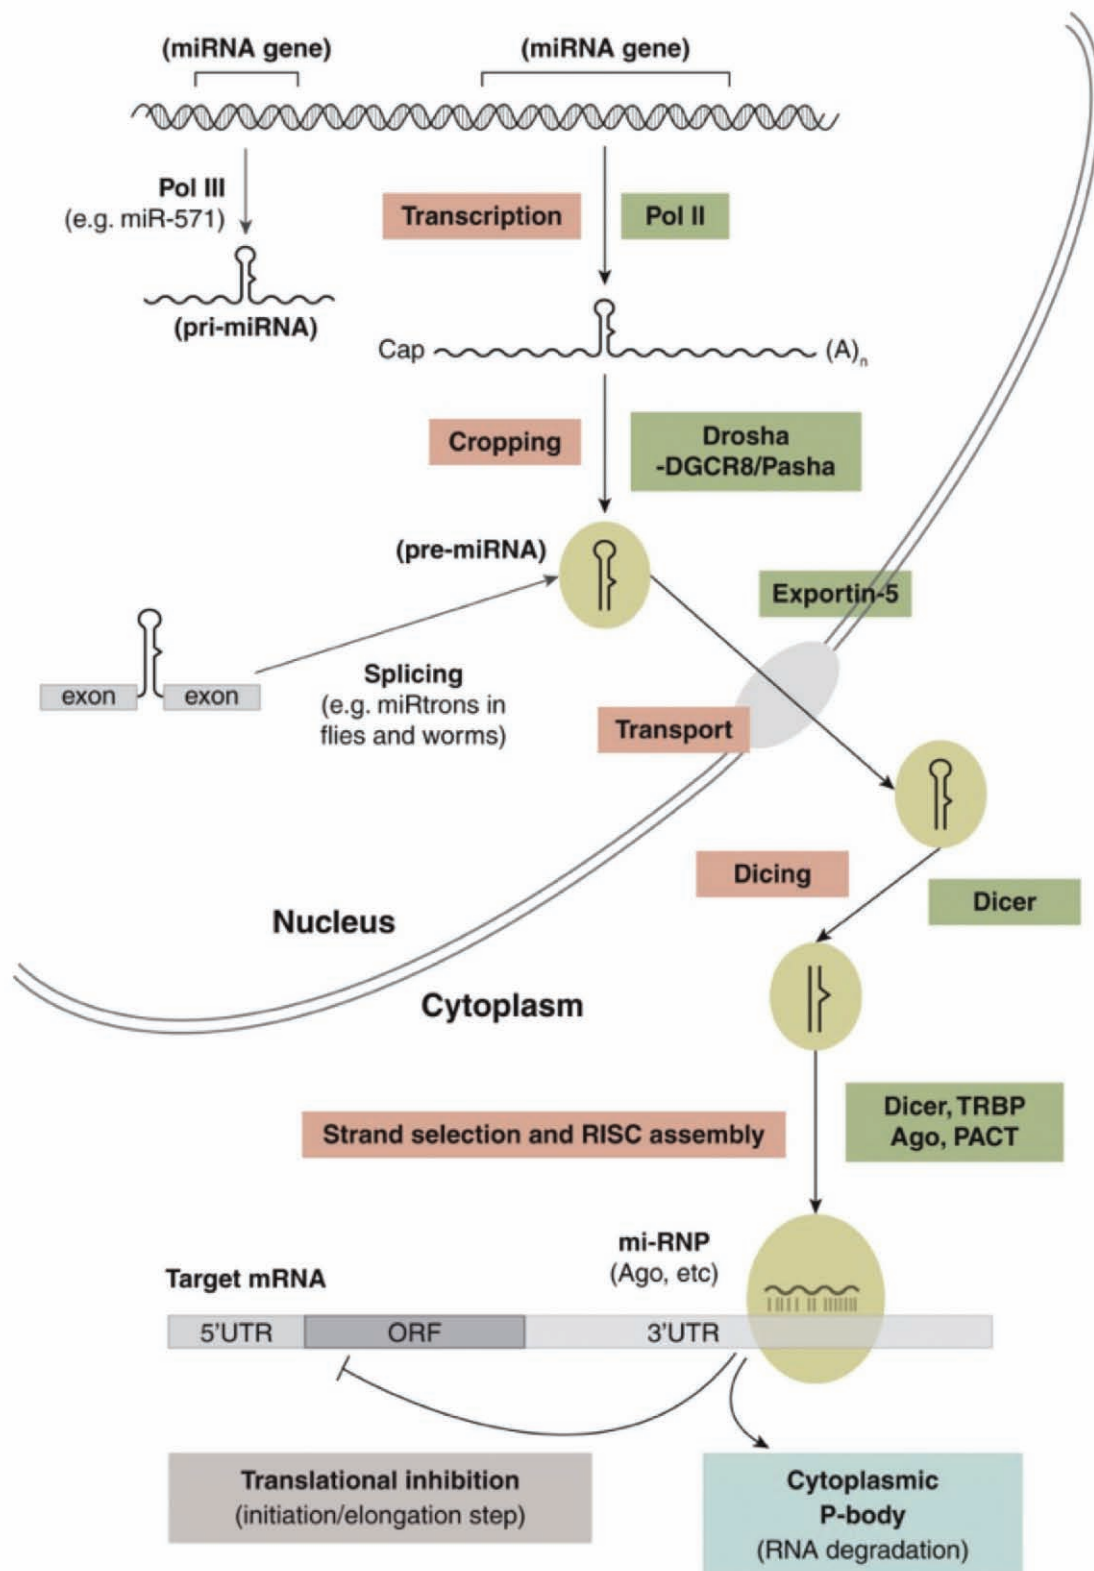 (miRNA gene)
(miRNA gene)
Pol III
(e.g. miR-571)
Transcription
Pol II
(pri-miRNA)
Cap
(A)n
Cropping
Drosha
-DGCR8/Pasha
(pre-miRNA)
Exportin-5
exon
exon
Splicing
(e.g. miRtrons in
flies and worms)
Transport
Dicing
Dicer
Nucleus
Cytoplasm
Strand selection and RISC assembly
Dicer, TRBP
Ago, PACT
mi-RNP
(Ago, etc)
Target mRNA
5'UTR
ORF
3'UTR
Translational inhibition
(initiation/elongation step)
Cytoplasmic
P-body
(RNA degradation)